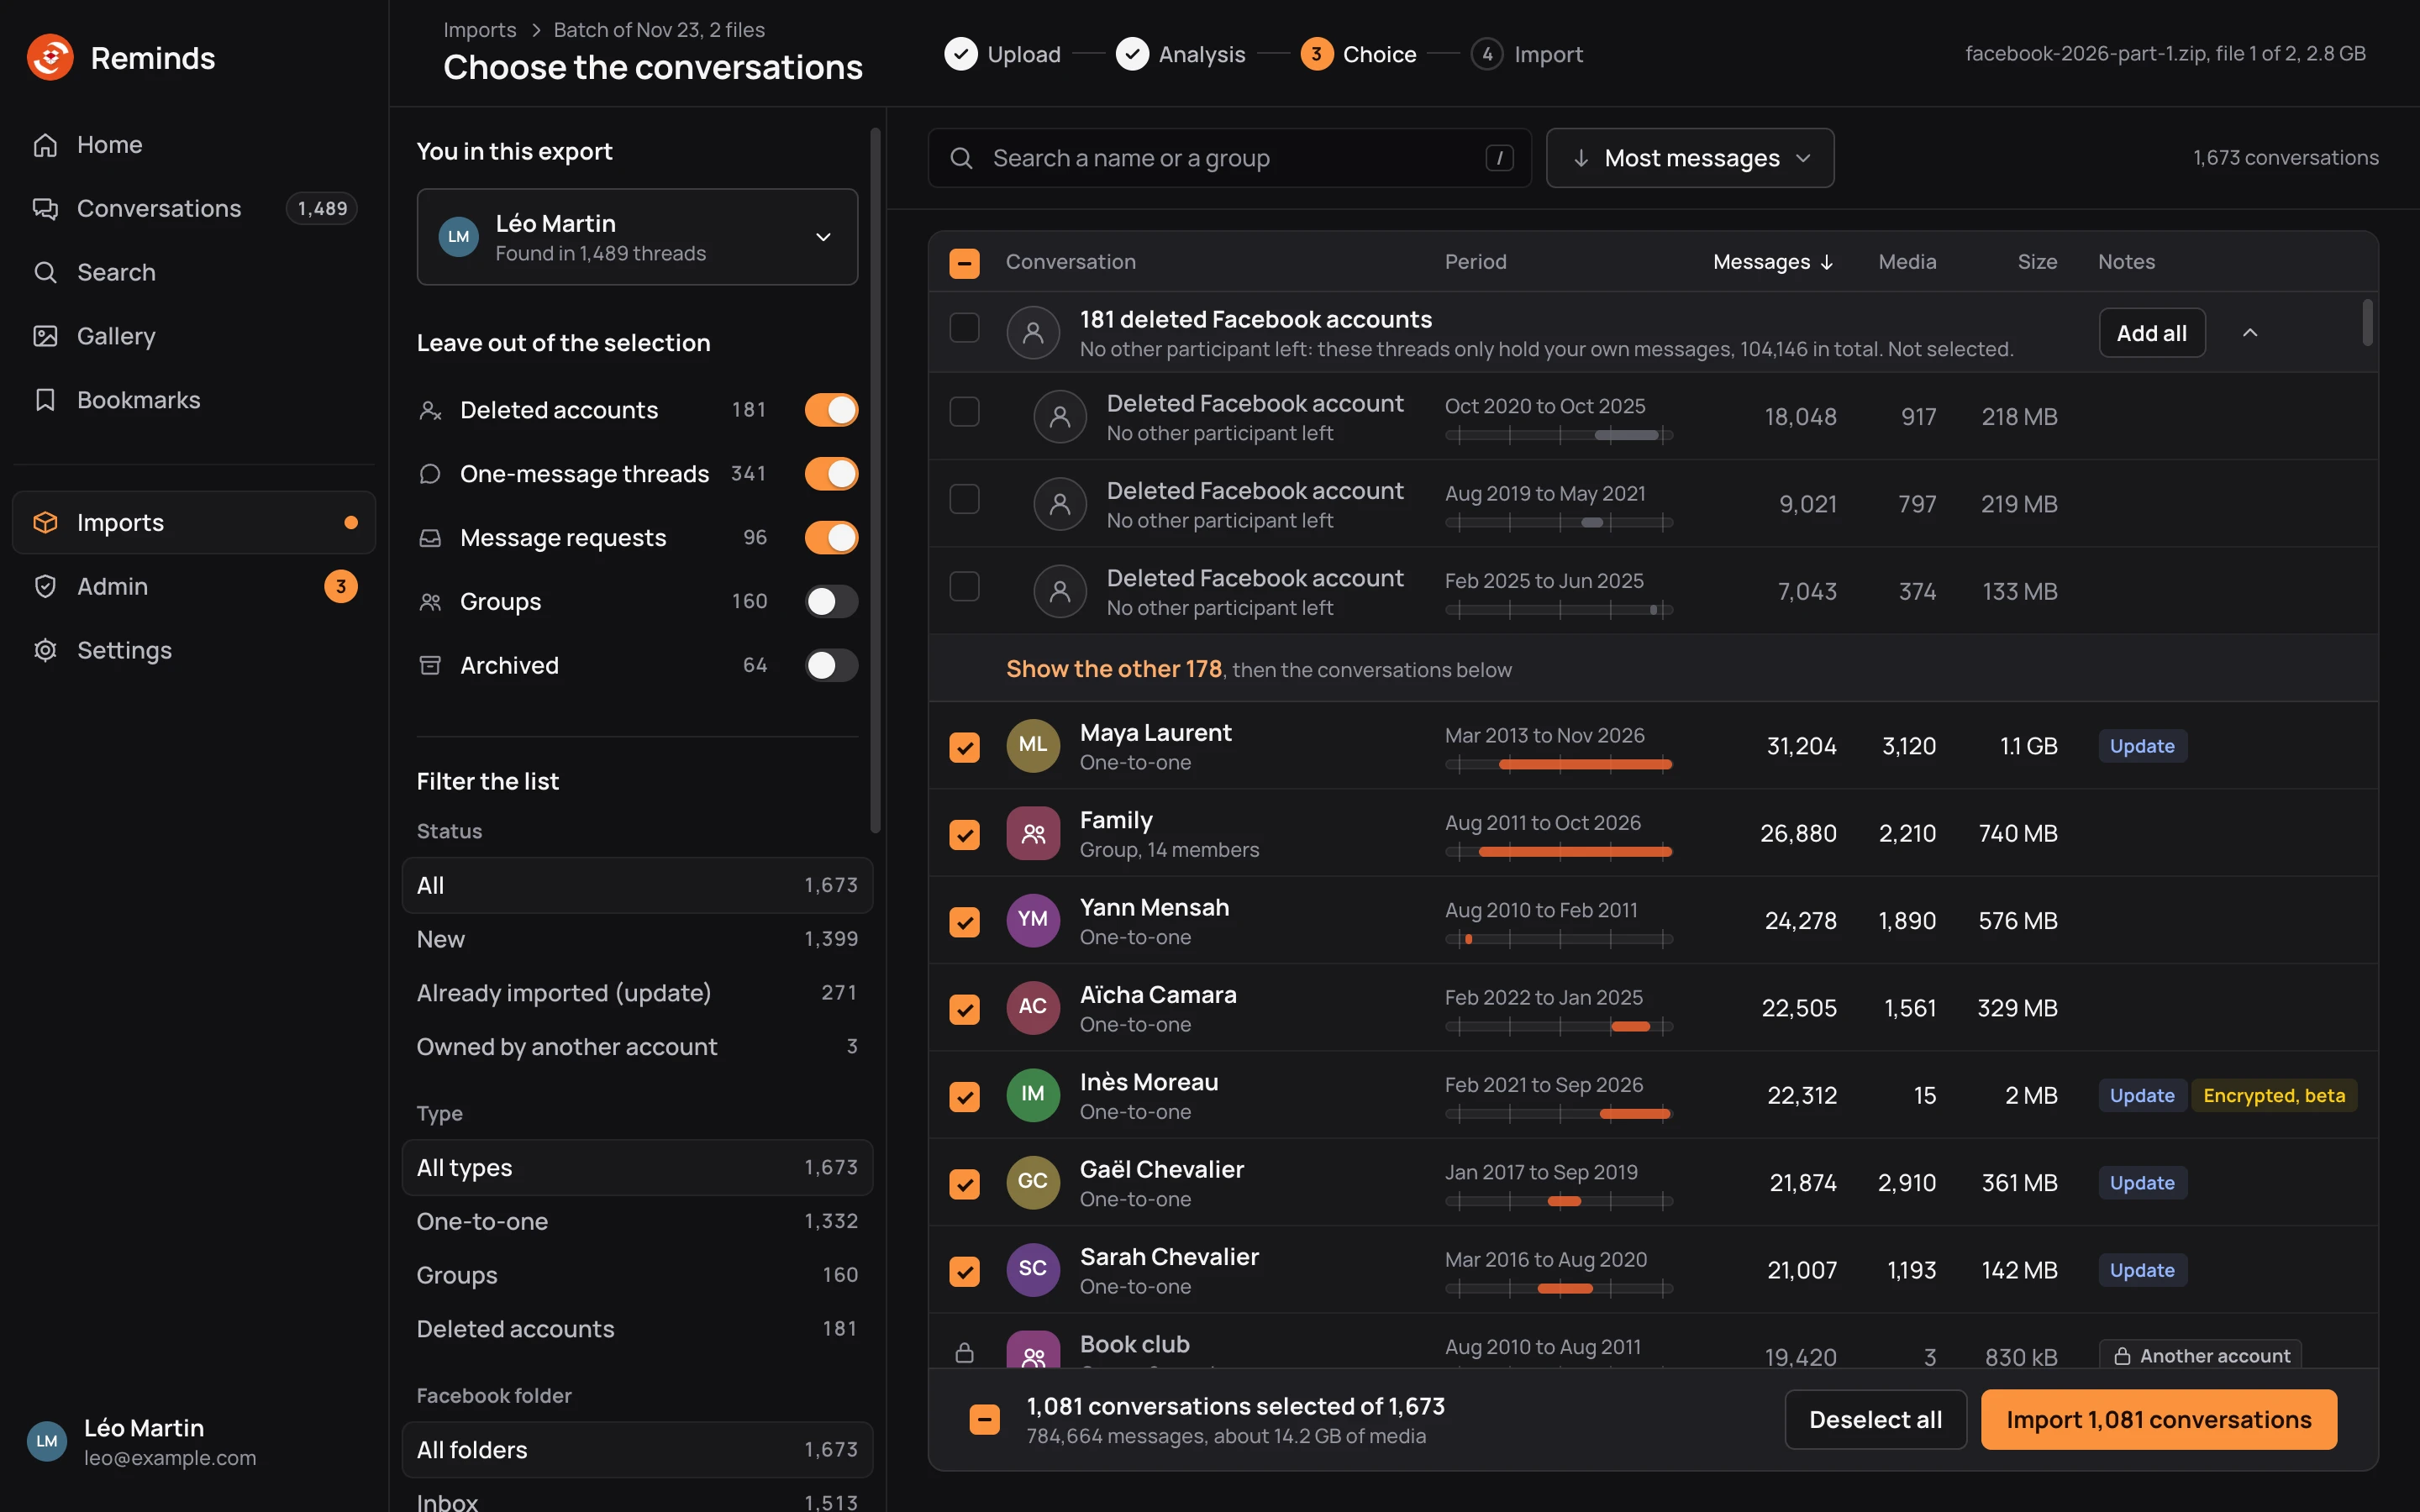 Reminds
Home
Conversations 1,489
Search
Gallery
Bookmarks
Imports
Admin 3
Settings
LM Léo Martin
leo@example.com
Imports > Batch of Nov 23, 2 files
Choose the conversations
Upload Analysis 3 Choice 4 Import
facebook-2026-part-1.zip, file 1 of 2, 2.8 GB
You in this export
LM Léo Martin
Found in 1,489 threads
Leave out of the selection
Deleted accounts 181
One-message threads 341
Message requests 96
Groups 160
Archived 64
Filter the list
Status
All 1,673
New 1,399
Already imported (update) 271
Owned by another account 3
Type
All types 1,673
One-to-one 1,332
Groups 160
Deleted accounts 181
Facebook folder
All folders 1,673
Inbox 1,513
Search a name or a group /
Most messages
1,673 conversations
Conversation Period Messages Media Size Notes
181 deleted Facebook accounts
No other participant left: these threads only hold your own messages, 104,146 in total. Not selected.
Add all
Deleted Facebook account Oct 2020 to Oct 2025 18,048 917 218 MB
No other participant left
Deleted Facebook account Aug 2019 to May 2021 9,021 797 219 MB
No other participant left
Deleted Facebook account Feb 2025 to Jun 2025 7,043 374 133 MB
No other participant left
Show the other 178, then the conversations below
ML Maya Laurent Mar 2013 to Nov 2026 31,204 3,120 1.1 GB Update
One-to-one
Family Aug 2011 to Oct 2026 26,880 2,210 740 MB
Group, 14 members
YM Yann Mensah Aug 2010 to Feb 2011 24,278 1,890 576 MB
One-to-one
AC Aïcha Camara Feb 2022 to Jan 2025 22,505 1,561 329 MB
One-to-one
IM Inès Moreau Feb 2021 to Sep 2026 22,312 15 2 MB Update Encrypted, beta
One-to-one
GC Gaël Chevalier Jan 2017 to Sep 2019 21,874 2,910 361 MB Update
One-to-one
SC Sarah Chevalier Mar 2016 to Aug 2020 21,007 1,193 142 MB Update
One-to-one
Book club Aug 2010 to Aug 2011 19,420 3 830 kB Another account
1,081 conversations selected of 1,673
784,664 messages, about 14.2 GB of media
Deselect all
Import 1,081 conversations